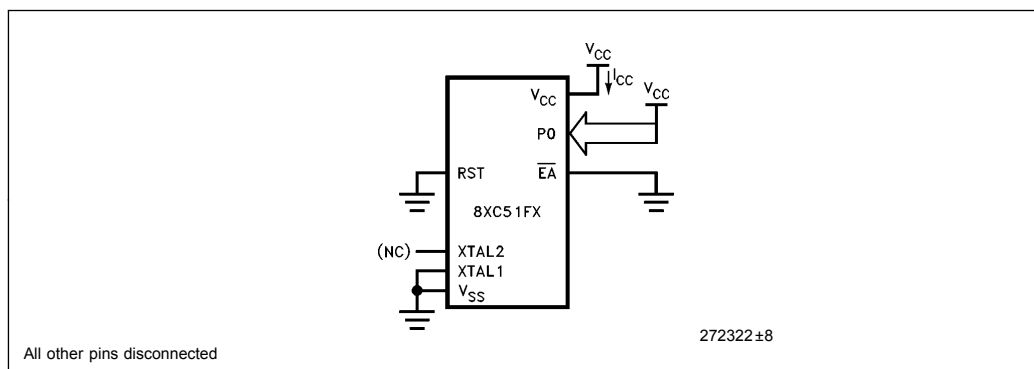 VCC
ICC
VCC
VCC
P0
RST
EA
8XC51FX
(NC)
XTAL2
XTAL1
VSS
272322±8
All other pins disconnected